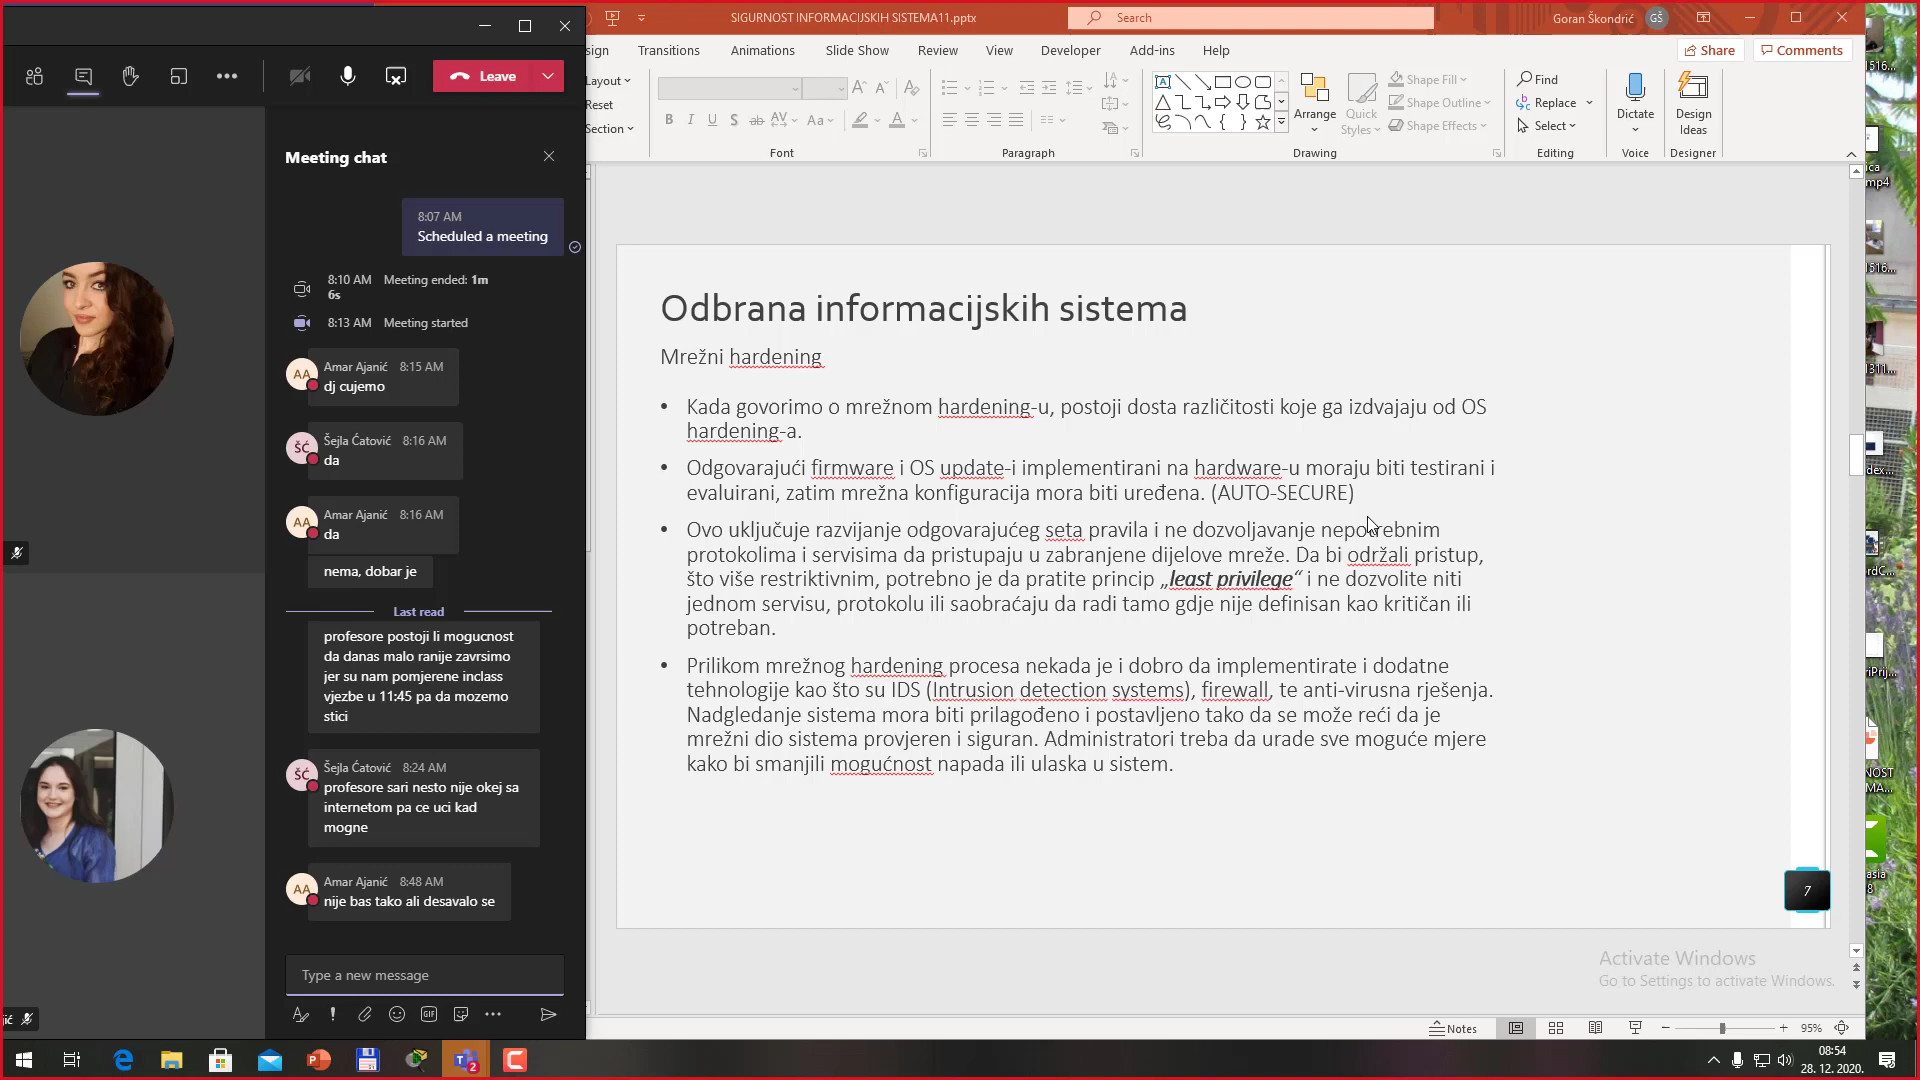 Leave
Meeting chat
8:07 AM
Scheduled a meeting
8:10 AM Meeting ended: 1m
6s
8:13 AM Meeting started
AA
Amar Ajanić 8:15 AM
dj cujemo
ŠĆ
Šejla Ćatović 8:16 AM
da
AA
Amar Ajanić 8:16 AM
da
nema, dobar je
Last read
profesore postoji li mogucnost
da danas malo ranije zavrsimo
jer su nam pomjerene inclass
vjezbe u 11:45 pa da mozemo
stici
ŠĆ
Šejla Ćatović 8:24 AM
profesore sari nesto nije okej sa
internetom pa ce uci kad
mogne
AA
Amar Ajanić 8:48 AM
nije bas tako ali desavalo se
Type a new message
GIF
SIGURNOST INFORMACIJSKIH SISTEMA11.pptx
Search
Goran Škondrić GŠ
sign Transitions Animations Slide Show Review View Developer Add-ins Help
Share Comments
ayout
Reset
Section
Font
Paragraph
Arrange
Quick
Styles
Shape Fill
Shape Outline
Shape Effects
Drawing
Find
Replace
Select
Editing
Dictate
Voice
Design
Ideas
Designer
Odbrana informacijskih sistema
Mrežni hardening
• Kada govorimo o mrežnom hardening-u, postoji dosta različitosti koje ga izdvajaju od OS
hardening-a.
• Odgovarajući firmware i OS update-i implementirani na hardware-u moraju biti testirani i
evaluirani, zatim mrežna konfiguracija mora biti uređena. (AUTO-SECURE)
• Ovo uključuje razvijanje odgovarajućeg seta pravila i ne dozvoljavanje nepotrebnim
protokolima i servisima da pristupaju u zabranjene dijelove mreže. Da bi održali pristup,
što više restriktivnim, potrebno je da pratite princip „least privilege“ i ne dozvolite niti
jednom servisu, protokolu ili saobraćaju da radi tamo gdje nije definisan kao kritičan ili
potreban.
• Prilikom mrežnog hardening procesa nekada je i dobro da implementirate i dodatne
tehnologije kao što su IDS (Intrusion detection systems), firewall, te anti-virusna rješenja.
Nadgledanje sistema mora biti prilagođeno i postavljeno tako da se može reći da je
mrežni dio sistema provjeren i siguran. Administratori treba da urade sve moguće mjere
kako bi smanjili mogućnost napada ili ulaska u sistem.
7
Activate Windows
Go to Settings to activate Windows.
Notes
95%
08:54
28. 12. 2020.